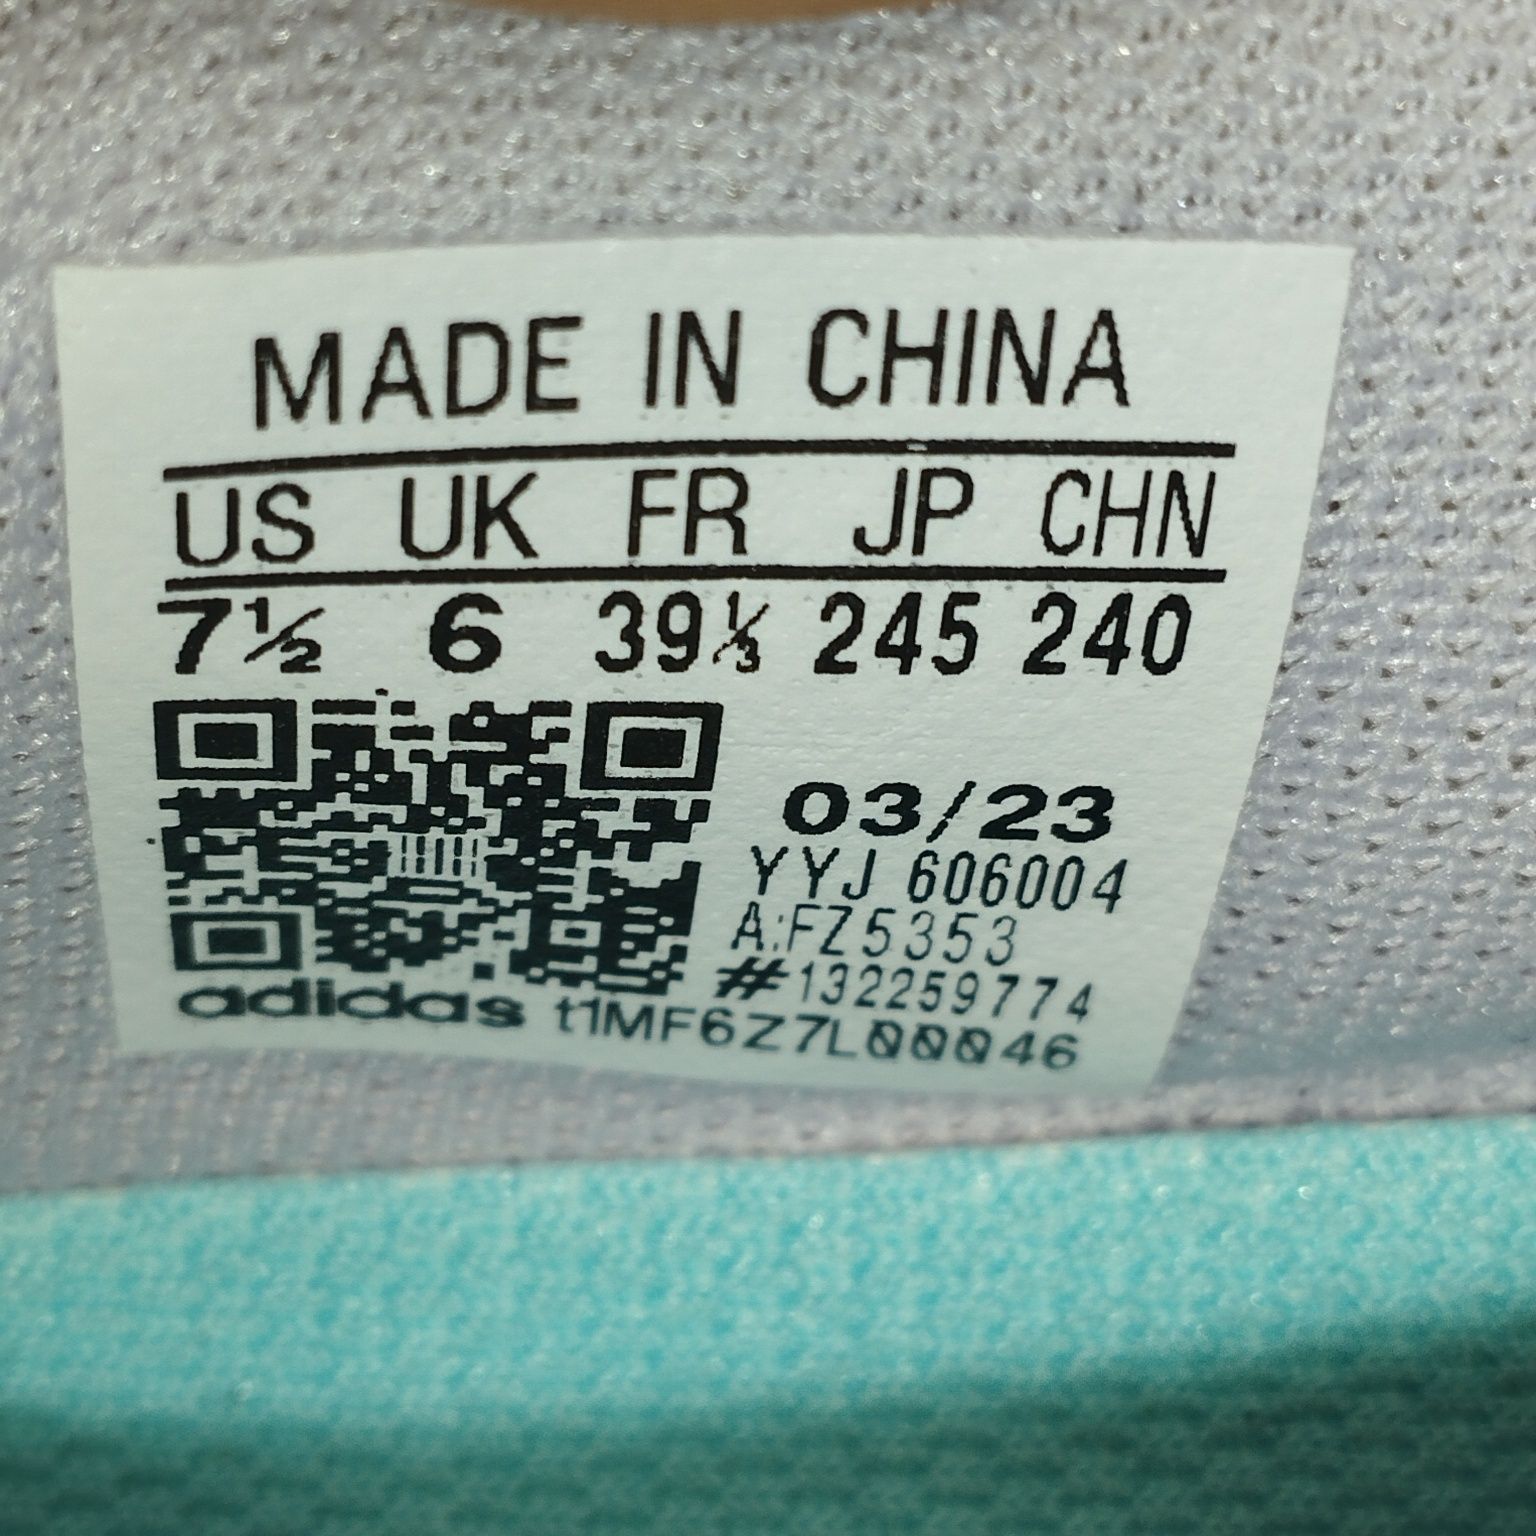 MADE IN CHINA
US UK FR JP CHN
7½ 6 39⅓ 245 240
03/23
YYJ 606004
A:FZ5353
#132259774
adidas t1MF6Z7L00046